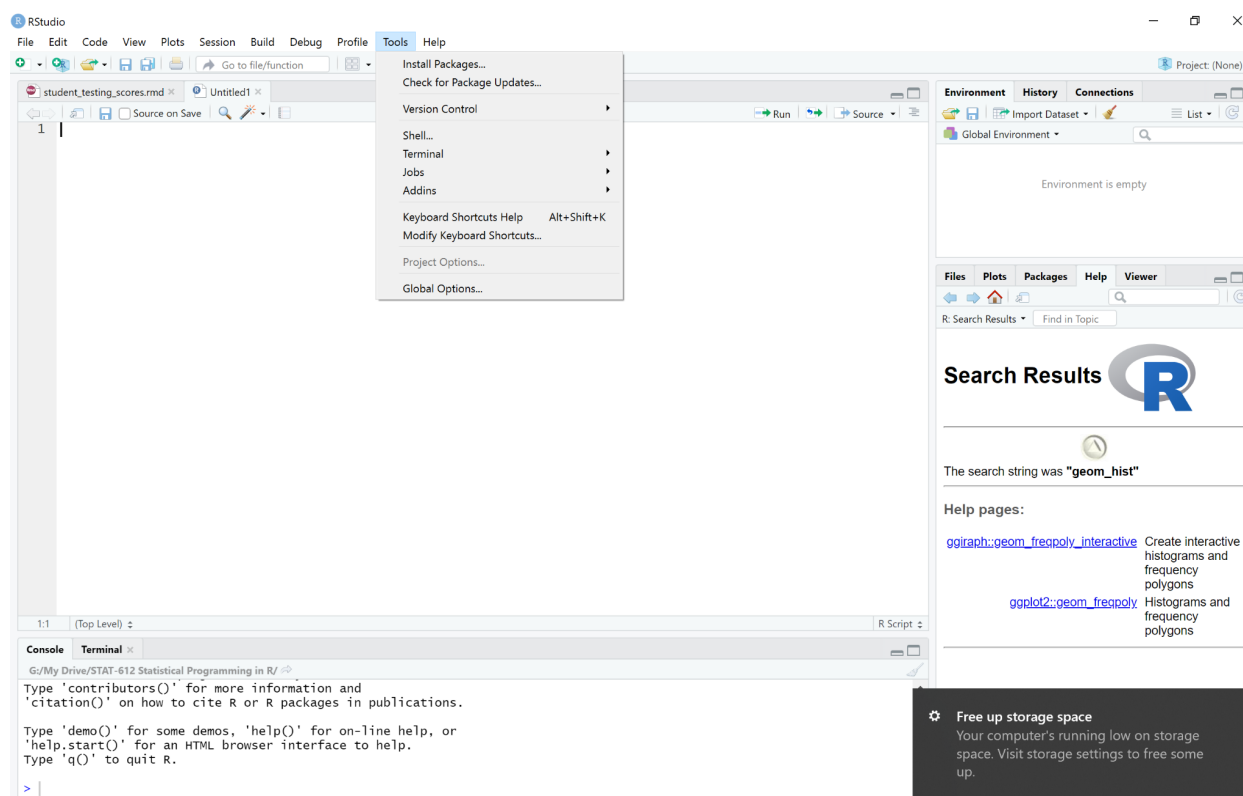 RStudio
File Edit Code View Plots Session Build Debug Profile Tools Help
Go to file/function
Project: (None)
Install Packages...
Check for Package Updates...
Version Control
Shell...
Terminal
Jobs
Addins
Keyboard Shortcuts Help Alt+Shift+K
Modify Keyboard Shortcuts...
Project Options...
Global Options...
student_testing_scores.rmd Untitled1
Source on Save Run Source
1
1:1 (Top Level) R Script
Console Terminal
G:/My Drive/STAT-612 Statistical Programming in R/
Type 'contributors()' for more information and
'citation()' on how to cite R or R packages in publications.
Type 'demo()' for some demos, 'help()' for on-line help, or
'help.start()' for an HTML browser interface to help.
Type 'q()' to quit R.
>
Environment History Connections
Import Dataset List
Global Environment
Environment is empty
Files Plots Packages Help Viewer
R: Search Results Find in Topic
Search Results R
The search string was "geom_hist"
Help pages:
ggiraph::geom_freqpoly_interactive Create interactive
histograms and
frequency
polygons
ggplot2::geom_freqpoly Histograms and
frequency
polygons
Free up storage space
Your computer's running low on storage
space. Visit storage settings to free some
up.